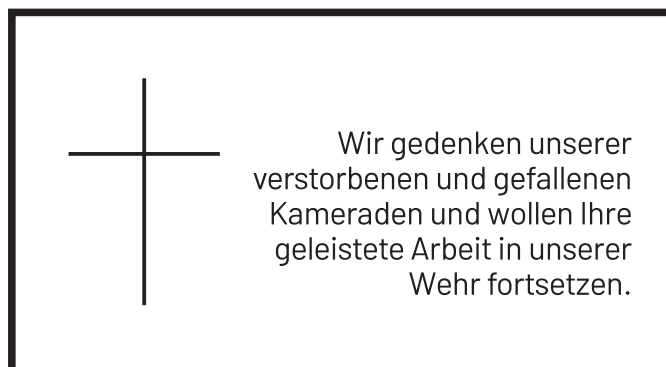 Wir gedenken unserer
verstorbenen und gefallenen
Kameraden und wollen Ihre
geleistete Arbeit in unserer
Wehr fortsetzen.